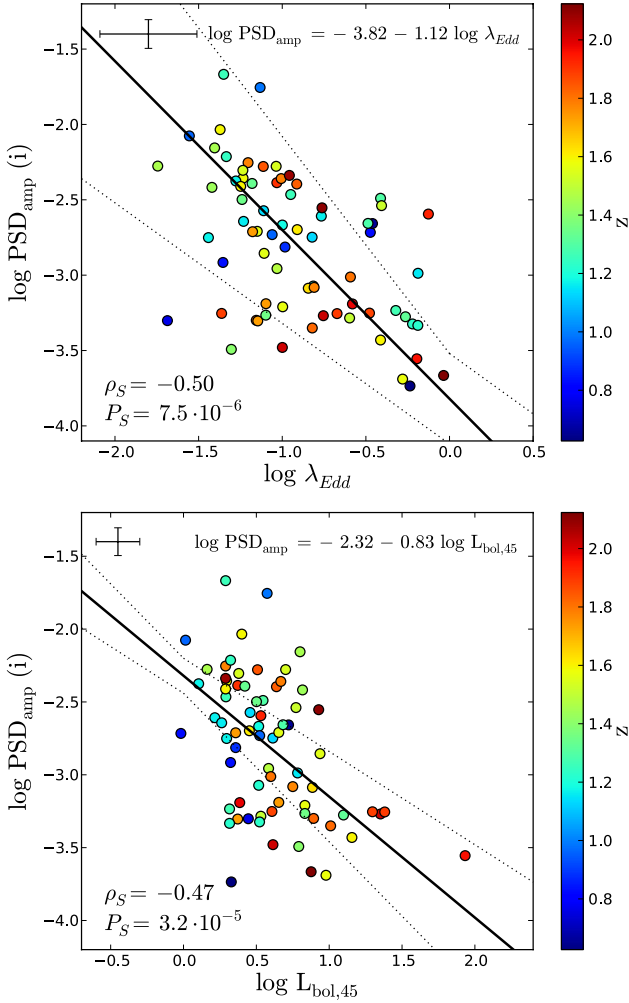 log PSD_amp = − 3.82 − 1.12 log λ_Edd
−1.5
−2.0
−2.5
−3.0
−3.5
−4.0
log PSD_amp (i)
ρ_S = −0.50
P_S = 7.5·10^−6
−2.0 −1.5 −1.0 −0.5 0.0 0.5
log λ_Edd
2.0
1.6
1.4
1.2
1.0
0.8
z
log PSD_amp = − 2.32 − 0.83 log L_bol,45
−1.5
−2.0
−2.5
−3.0
−3.5
−4.0
log PSD_amp (i)
ρ_S = −0.47
P_S = 3.2·10^−5
−0.5 0.0 0.5 1.0 1.5 2.0
log L_bol,45
2.0
1.8
1.6
1.4
1.2
1.0
0.8
z